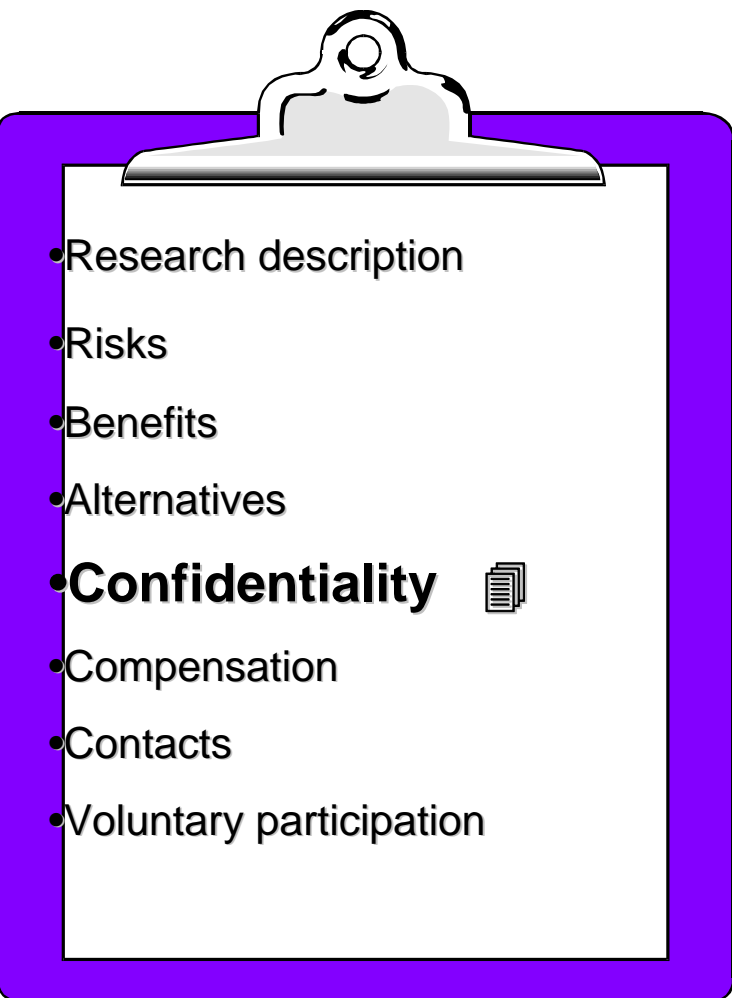 •Research description
•Risks
•Benefits
•Alternatives
•Confidentiality
•Compensation
•Contacts
•Voluntary participation